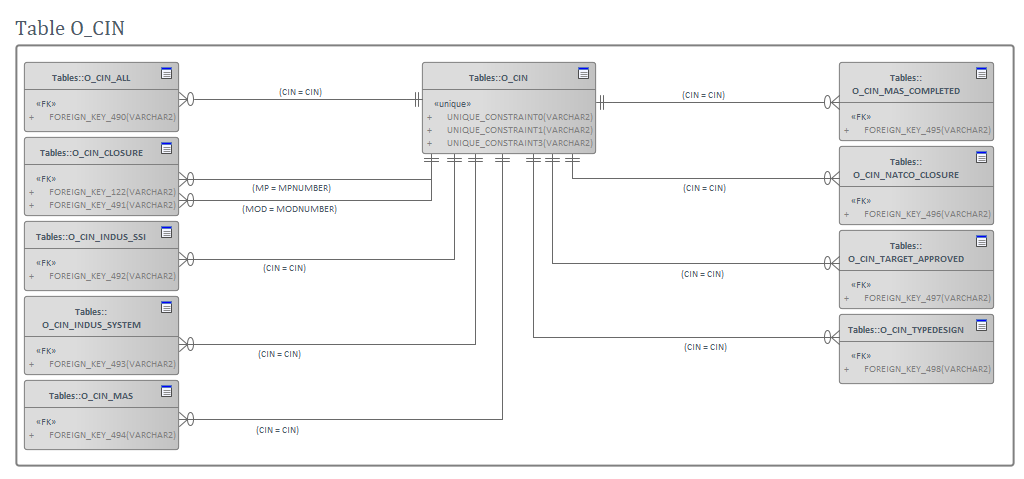 Table O_CIN
Tables::O_CIN_ALL
«FK»
+ FOREIGN_KEY_490(VARCHAR2)
Tables::O_CIN_CLOSURE
«FK»
+ FOREIGN_KEY_122(VARCHAR2)
+ FOREIGN_KEY_491(VARCHAR2)
Tables::O_CIN_INDUS_SSI
«FK»
+ FOREIGN_KEY_492(VARCHAR2)
Tables::
O_CIN_INDUS_SYSTEM
«FK»
+ FOREIGN_KEY_493(VARCHAR2)
Tables::O_CIN_MAS
«FK»
+ FOREIGN_KEY_494(VARCHAR2)
(CIN = CIN)
(MP = MPNUMBER)
(MOD = MODNUMBER)
(CIN = CIN)
(CIN = CIN)
(CIN = CIN)
Tables::O_CIN
«unique»
+ UNIQUE_CONSTRAINT0(VARCHAR2)
+ UNIQUE_CONSTRAINT1(VARCHAR2)
+ UNIQUE_CONSTRAINT3(VARCHAR2)
(CIN = CIN)
(CIN = CIN)
(CIN = CIN)
(CIN = CIN)
Tables::
O_CIN_MAS_COMPLETED
«FK»
+ FOREIGN_KEY_495(VARCHAR2)
Tables::
O_CIN_NATCO_CLOSURE
«FK»
+ FOREIGN_KEY_496(VARCHAR2)
Tables::
O_CIN_TARGET_APPROVED
«FK»
+ FOREIGN_KEY_497(VARCHAR2)
Tables::O_CIN_TYPEDESIGN
«FK»
+ FOREIGN_KEY_498(VARCHAR2)